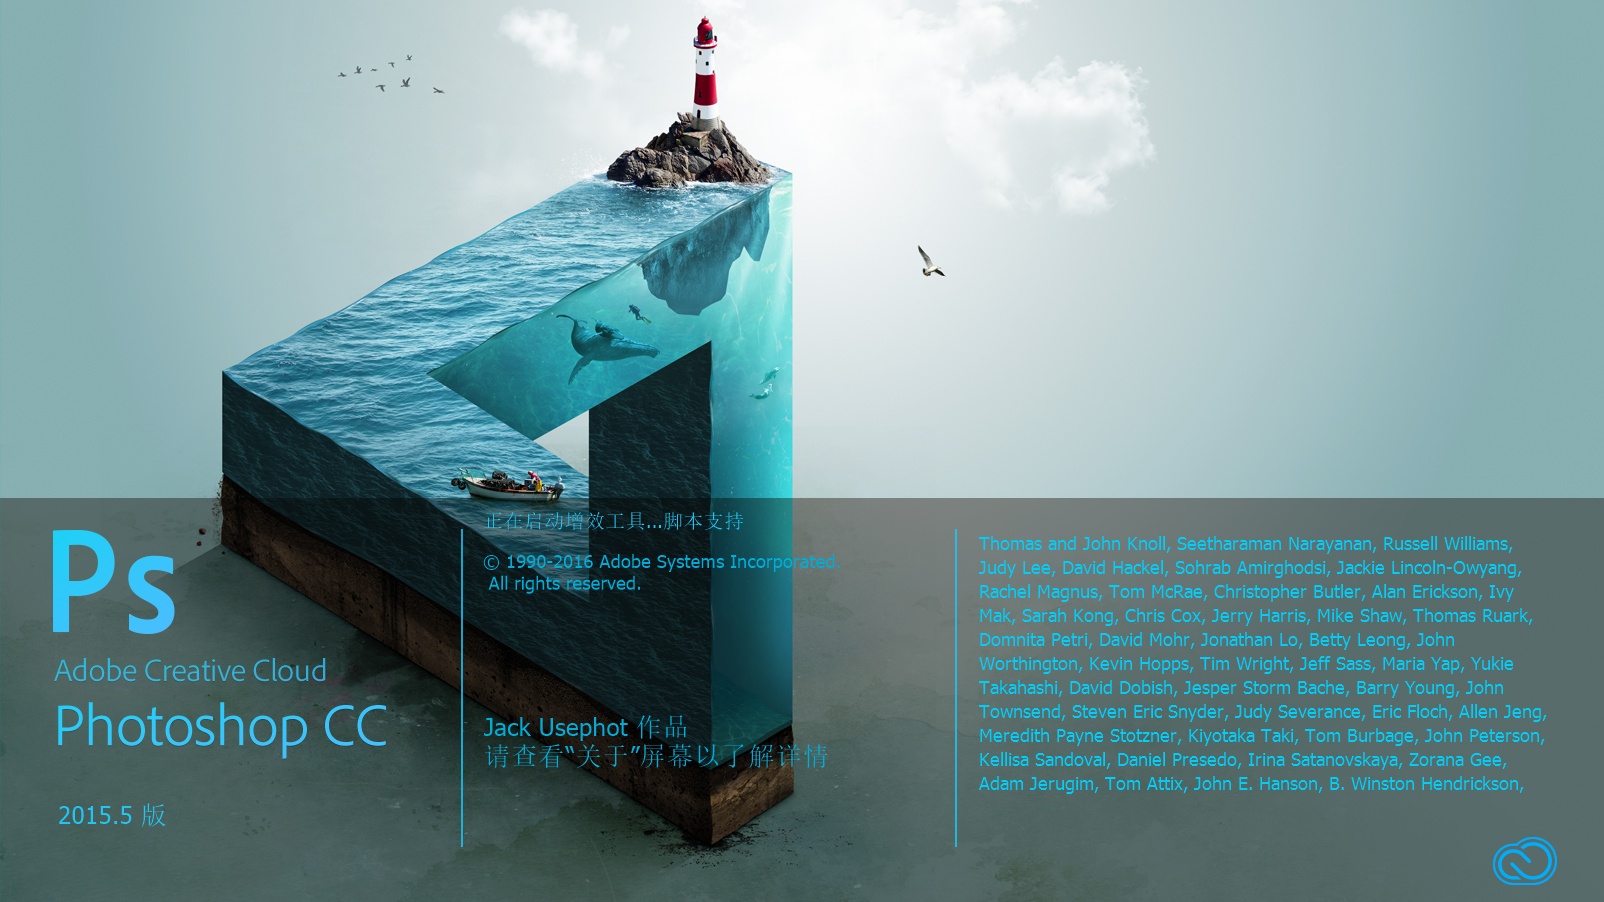 Ps
Adobe Creative Cloud
Photoshop CC
2015.5 版
正在启动增效工具...脚本支持
© 1990-2016 Adobe Systems Incorporated.
All rights reserved.
Jack Usephot 作品
请查看“关于”屏幕以了解详情
Thomas and John Knoll, Seetharaman Narayanan, Russell Williams,
Judy Lee, David Hackel, Sohrab Amirghodsi, Jackie Lincoln-Owyang,
Rachel Magnus, Tom McRae, Christopher Butler, Alan Erickson, Ivy
Mak, Sarah Kong, Chris Cox, Jerry Harris, Mike Shaw, Thomas Ruark,
Domnita Petri, David Mohr, Jonathan Lo, Betty Leong, John
Worthington, Kevin Hopps, Tim Wright, Jeff Sass, Maria Yap, Yukie
Takahashi, David Dobish, Jesper Storm Bache, Barry Young, John
Townsend, Steven Eric Snyder, Judy Severance, Eric Floch, Allen Jeng,
Meredith Payne Stotzner, Kiyotaka Taki, Tom Burbage, John Peterson,
Kellisa Sandoval, Daniel Presedo, Irina Satanovskaya, Zorana Gee,
Adam Jerugim, Tom Attix, John E. Hanson, B. Winston Hendrickson,